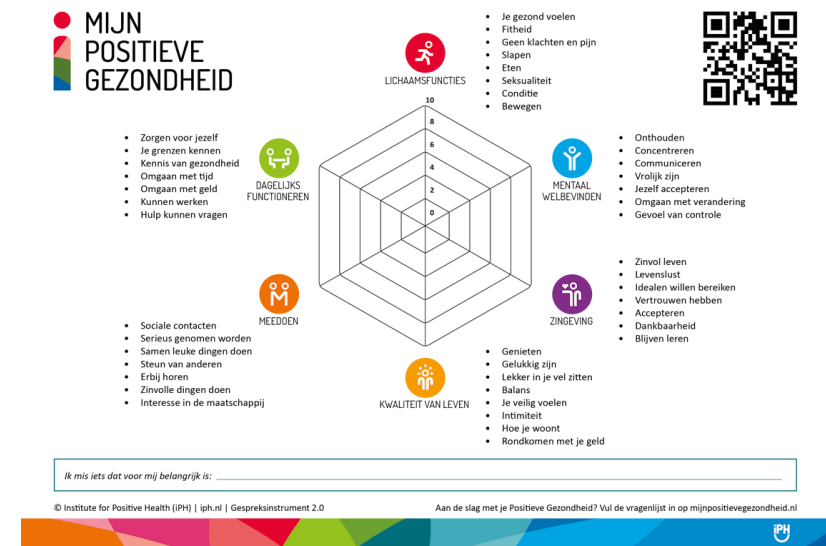 MIJN
POSITIEVE
GEZONDHEID
LICHAAMSFUNCTIES
• Je gezond voelen
• Fitheid
• Geen klachten en pijn
• Slapen
• Eten
• Seksualiteit
• Conditie
• Bewegen
10
8
6
4
2
0
• Zorgen voor jezelf
• Je grenzen kennen
• Kennis van gezondheid
• Omgaan met tijd
• Omgaan met geld
• Kunnen werken
• Hulp kunnen vragen
DAGELIJKS
FUNCTIONEREN
MENTAAL
WELBEVINDEN
• Onthouden
• Concentreren
• Communiceren
• Vrolijk zijn
• Jezelf accepteren
• Omgaan met verandering
• Gevoel van controle
MEEDOEN
• Sociale contacten
• Serieus genomen worden
• Samen leuke dingen doen
• Steun van anderen
• Erbij horen
• Zinvolle dingen doen
• Interesse in de maatschappij
ZINGEVING
• Zinvol leven
• Levenslust
• Idealen willen bereiken
• Vertrouwen hebben
• Accepteren
• Dankbaarheid
• Blijven leren
KWALITEIT VAN LEVEN
• Genieten
• Gelukkig zijn
• Lekker in je vel zitten
• Balans
• Je veilig voelen
• Intimiteit
• Hoe je woont
• Rondkomen met je geld
Ik mis iets dat voor mij belangrijk is:
© Institute for Positive Health (iPH) | iph.nl | Gespreksinstrument 2.0
Aan de slag met je Positieve Gezondheid? Vul de vragenlijst in op mijnpositievegezondheid.nl
iPH